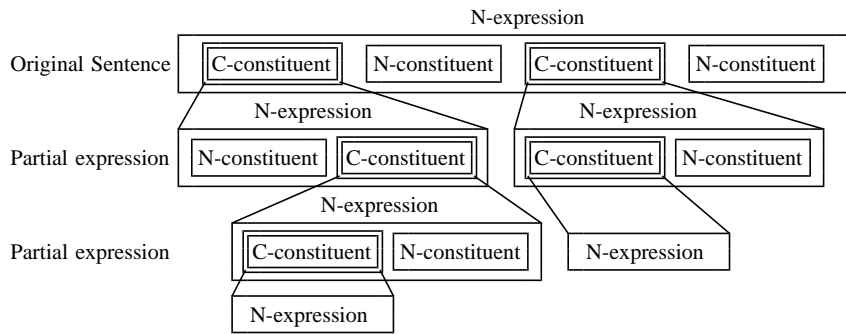 N-expression
Original Sentence C-constituent N-constituent C-constituent N-constituent
N-expression N-expression
Partial expression N-constituent C-constituent C-constituent N-constituent
N-expression
Partial expression C-constituent N-constituent N-expression
N-expression